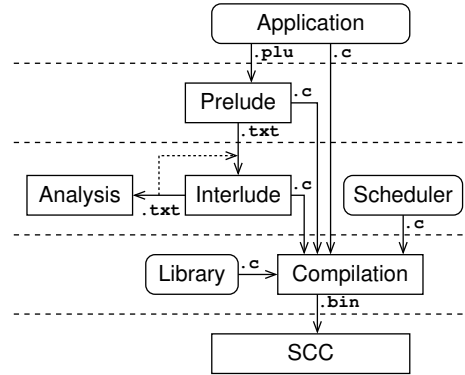 Application
.plu .c
Prelude .c
.txt
Analysis Interlude .c Scheduler
.txt .c
Library .c Compilation
.bin
SCC